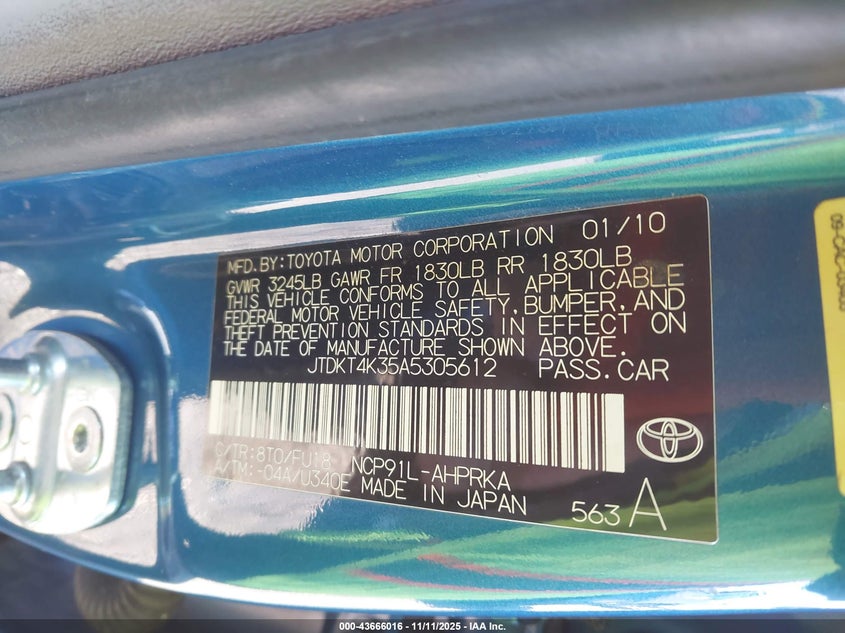 MFD.BY:TOYOTA MOTOR CORPORATION 01/10
GVWR 3245LB GAWR FR 1830LB RR 1830LB
THIS VEHICLE CONFORMS TO ALL APPLICABLE
FEDERAL MOTOR VEHICLE SAFETY,BUMPER,AND
THEFT PREVENTION STANDARDS IN EFFECT ON
THE DATE OF MANUFACTURE SHOWN ABOVE.
JTDKT4K35A5305612 PASS.CAR
C/TR:8T0/FU18 NCP91L-AHPRKA
A/TM:-04A/U340E MADE IN JAPAN
563 A
000-43666016 - 11/11/2025 - IAA Inc.